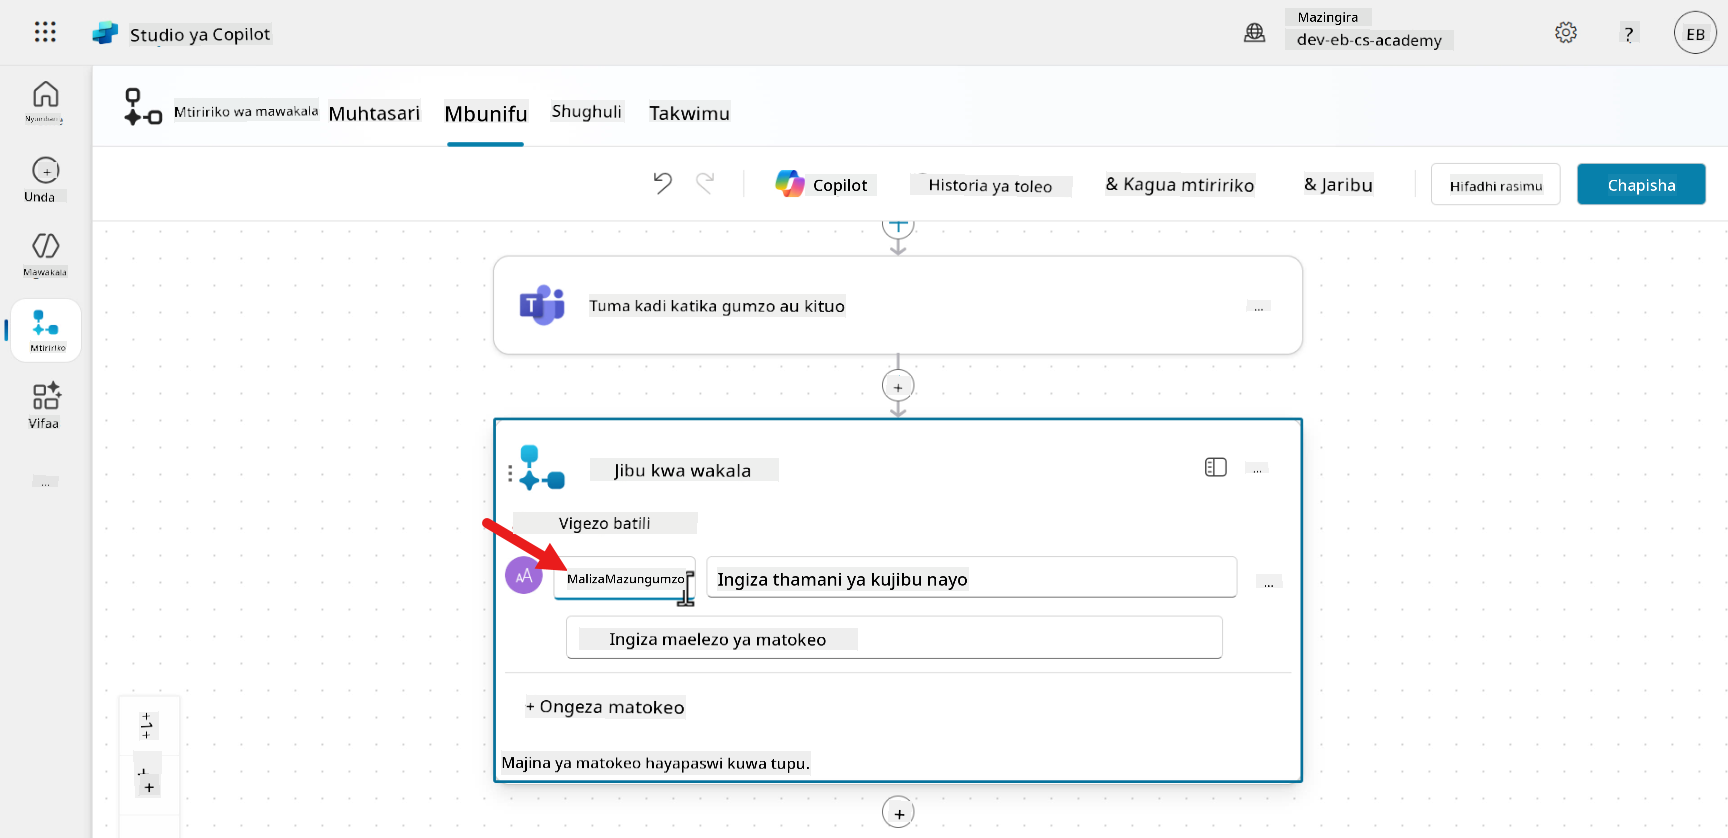 Studio ya Copilot
Mazingira
dev-eb-cs-academy
?
EB
Mtiririko wa mawakala
Muhtasari
Mbunifu
Shughuli
Takwimu
Unda
Mawakala
Mtiririko
Vifaa
...
Copilot
Historia ya toleo
& Kagua mtiririko
& Jaribu
Hifadhi rasimu
Chapisha
Tuma kadi katika gumzo au kituo
...
Jibu kwa wakala
...
Vigezo batili
MalizaMazungumzo
Ingiza thamani ya kujibu nayo
...
Ingiza maelezo ya matokeo
+ Ongeza matokeo
Majina ya matokeo hayapaswi kuwa tupu.